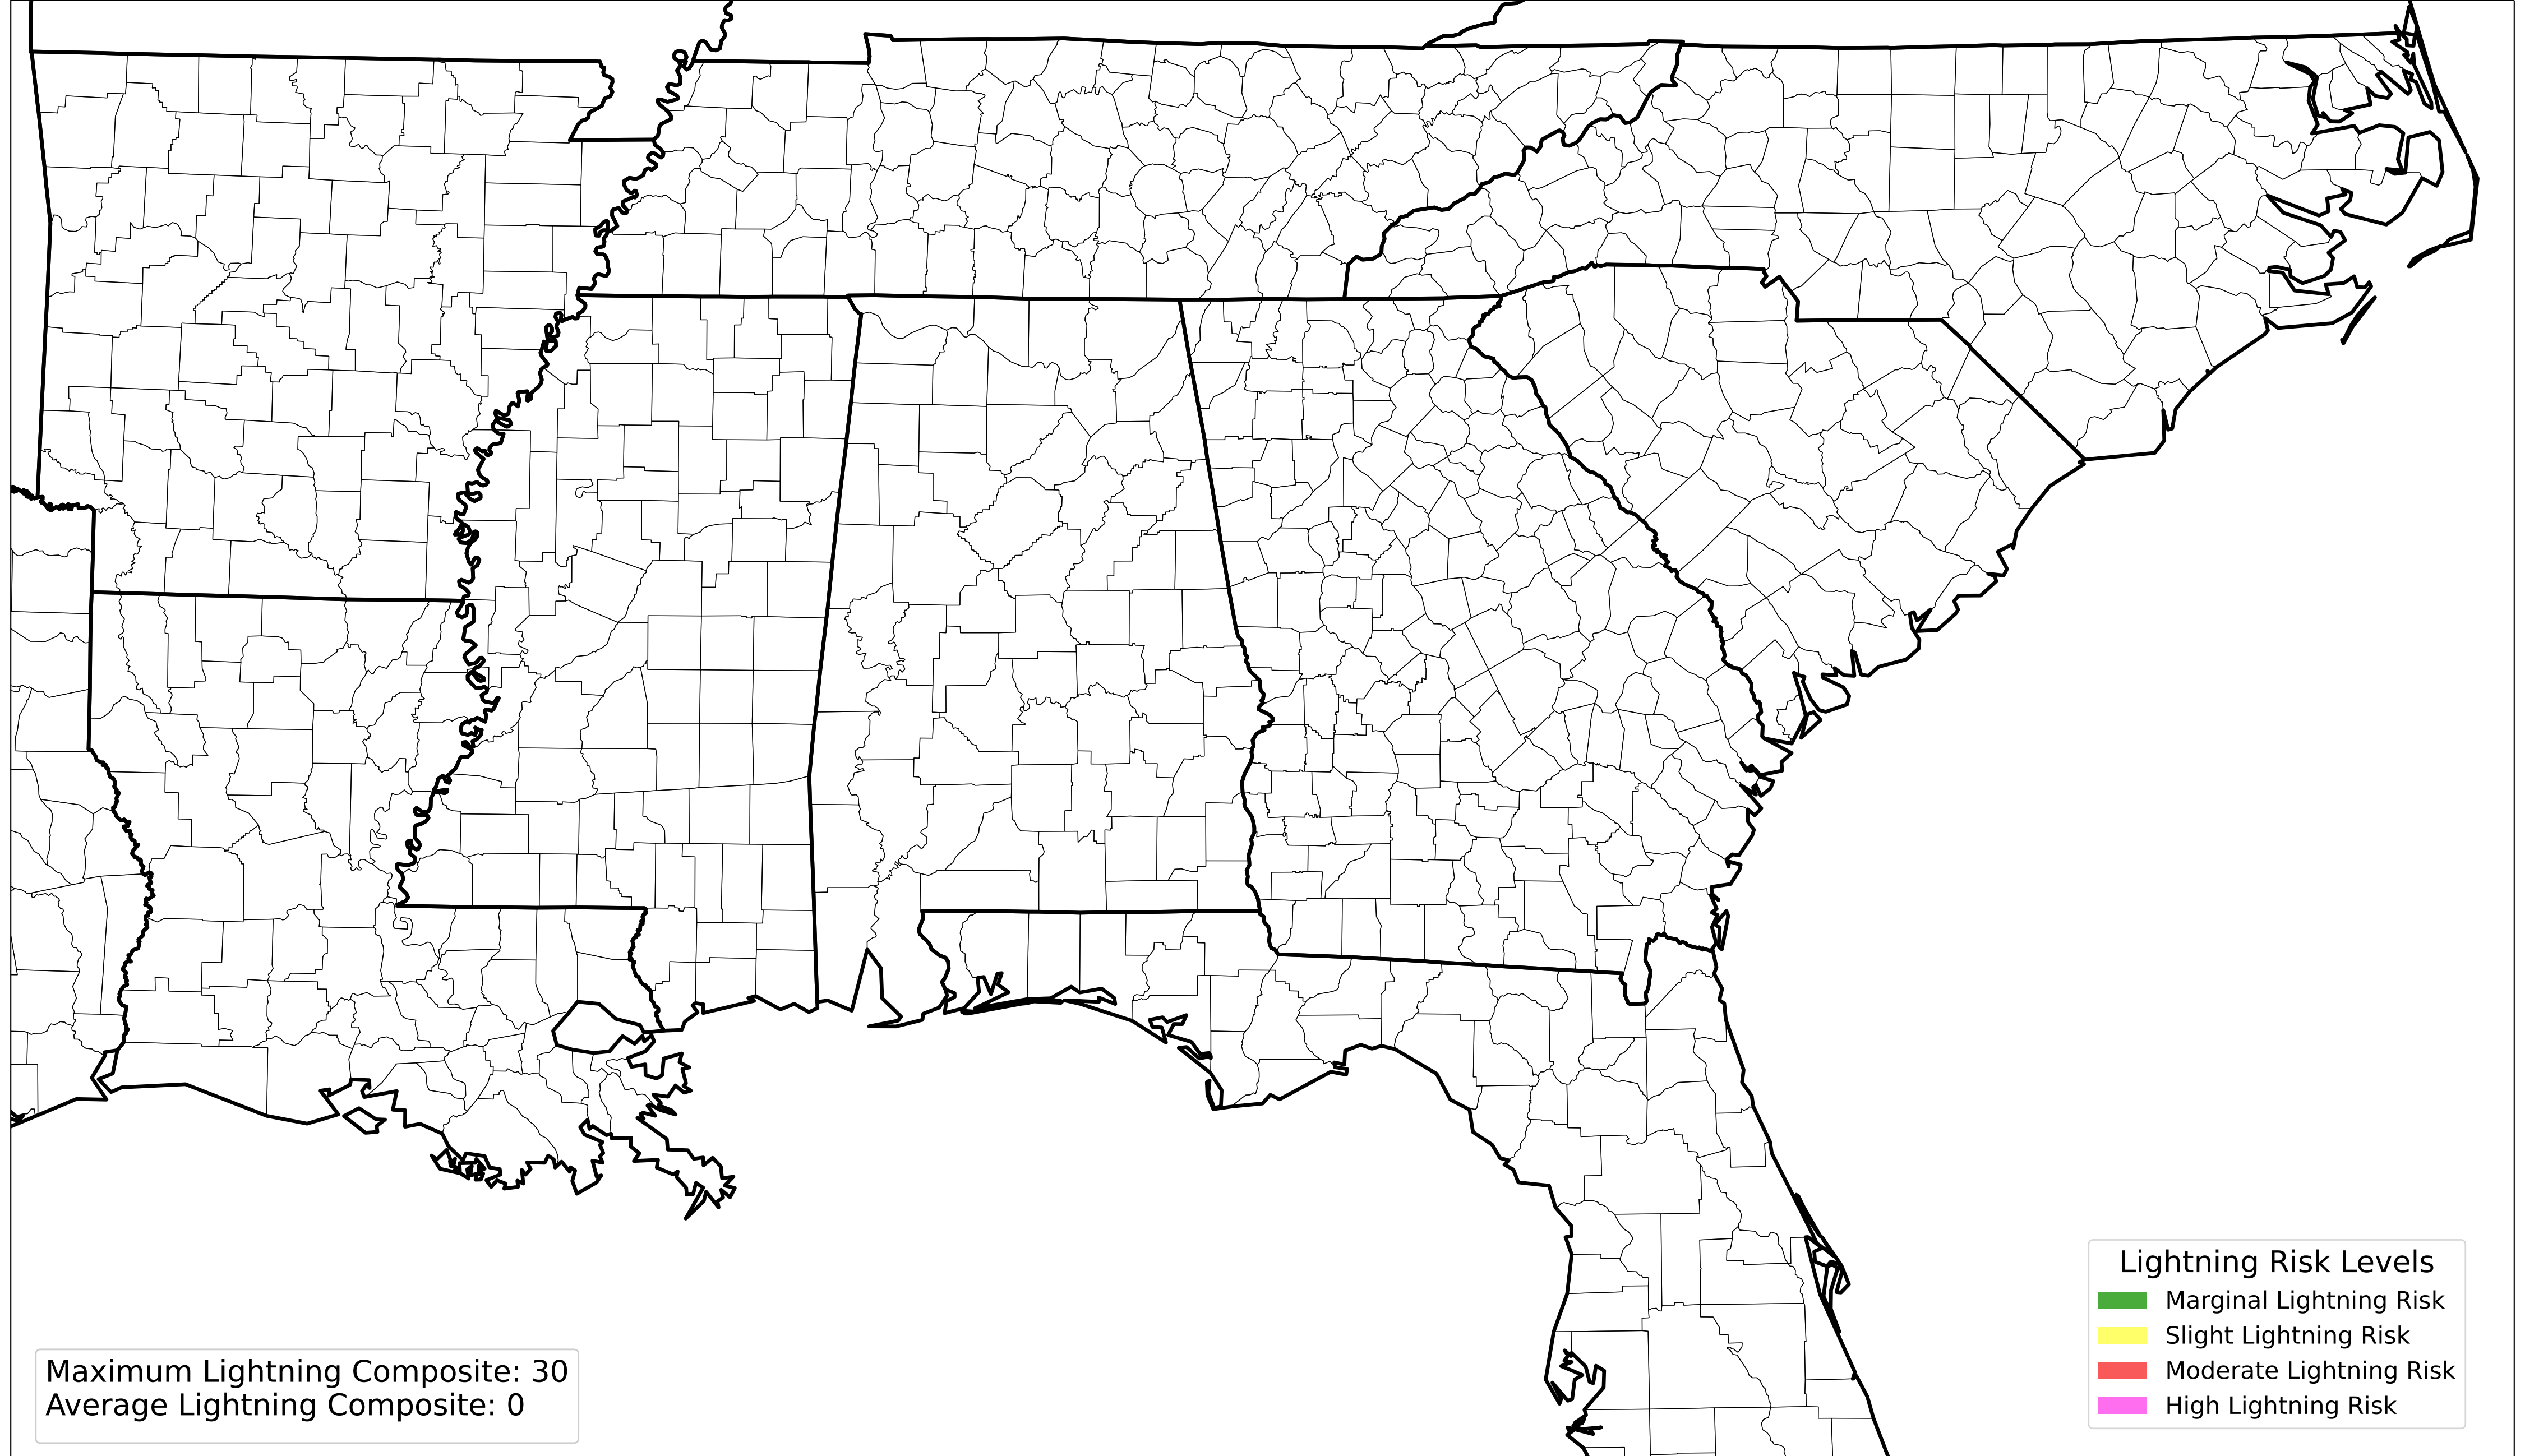 Maximum Lightning Composite: 30
Average Lightning Composite: 0
Lightning Risk Levels
Marginal Lightning Risk
Slight Lightning Risk
Moderate Lightning Risk
High Lightning Risk